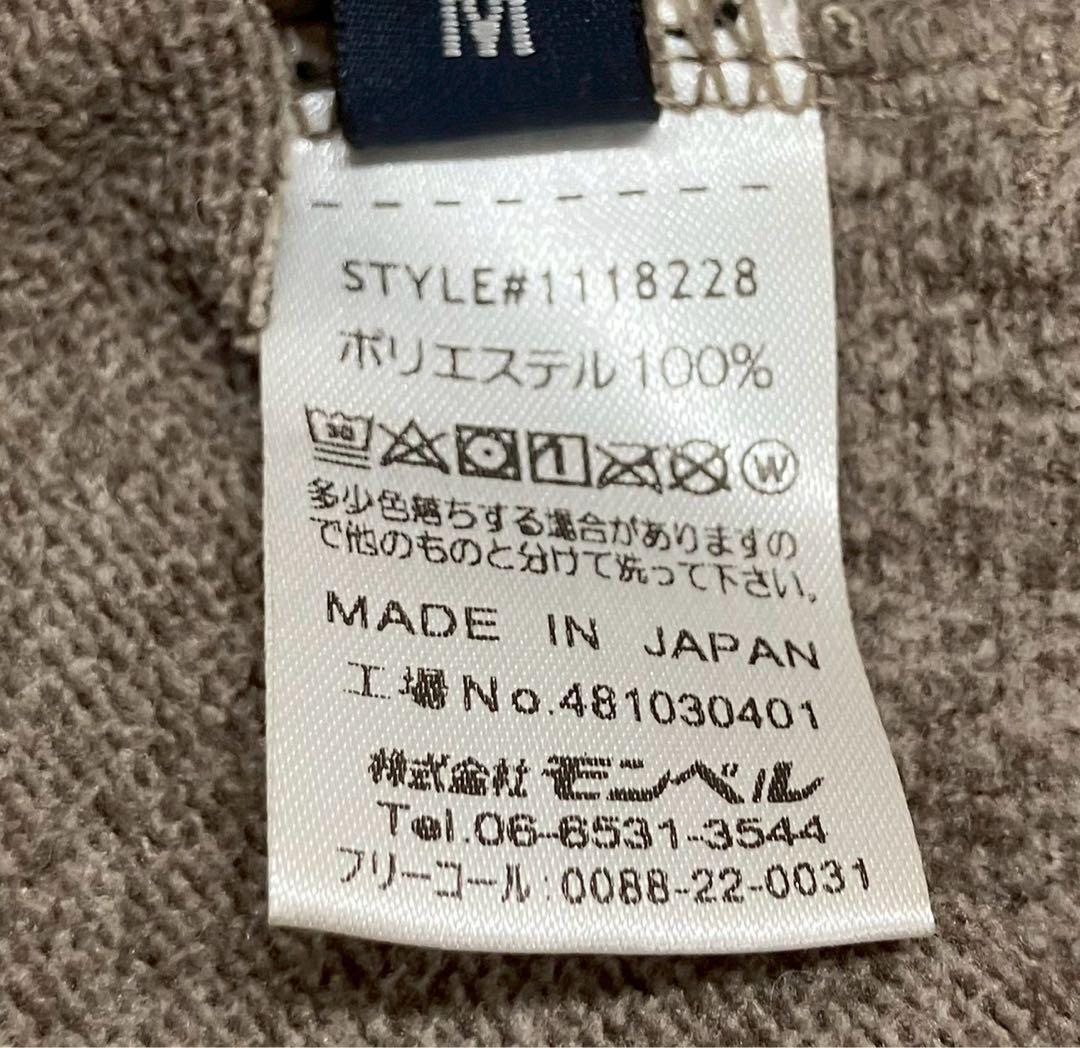 M
STYLE#1118228
ポリエステル100%
30 1 W
多少色落ちする場合がありますの
で他のものと分けて洗って下さい。
MADE IN JAPAN
工場No.481030401
株式会社 モンベル
Tel.06-6531-3544
フリーコール:0088-22-0031